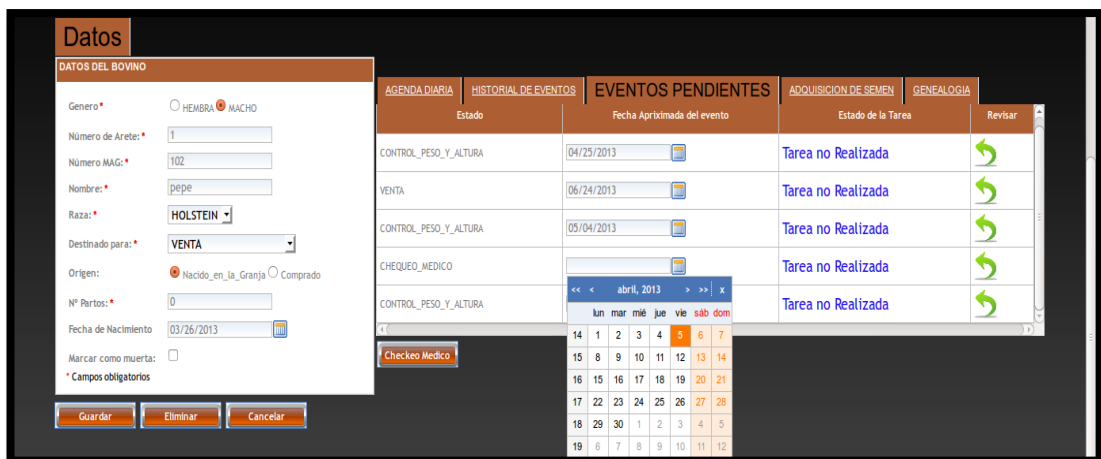 Datos
DATOS DEL BOVINO
Genero* HEMBRA MACHO
Número de Arete: * 1
Número MAG: * 102
Nombre: * pepe
Raza: * HOLSTEIN
Destinado para: * VENTA
Origen: Nacido_en_la_Granja Comprado
Nº Partos: * 0
Fecha de Nacimiento 03/26/2013
Marcar como muerta:
* Campos obligatorios
Guardar Eliminar Cancelar
AGENDA DIARIA HISTORIAL DE EVENTOS EVENTOS PENDIENTES ADQUISICION DE SEMEN GENEALOGIA
Estado Fecha Apriximada del evento Estado de la Tarea Revisar
CONTROL_PESO_Y_ALTURA 04/25/2013 Tarea no Realizada
VENTA 06/24/2013 Tarea no Realizada
CONTROL_PESO_Y_ALTURA 05/04/2013 Tarea no Realizada
CHEQUEO_MEDICO Tarea no Realizada
CONTROL_PESO_Y_ALTURA Tarea no Realizada
Checkeo Medico
<< < abril, 2013 > >> x
lun mar mié jue vie sáb dom
14 1 2 3 4 5 6 7
15 8 9 10 11 12 13 14
16 15 16 17 18 19 20 21
17 22 23 24 25 26 27 28
18 29 30 1 2 3 4 5
19 6 7 8 9 10 11 12